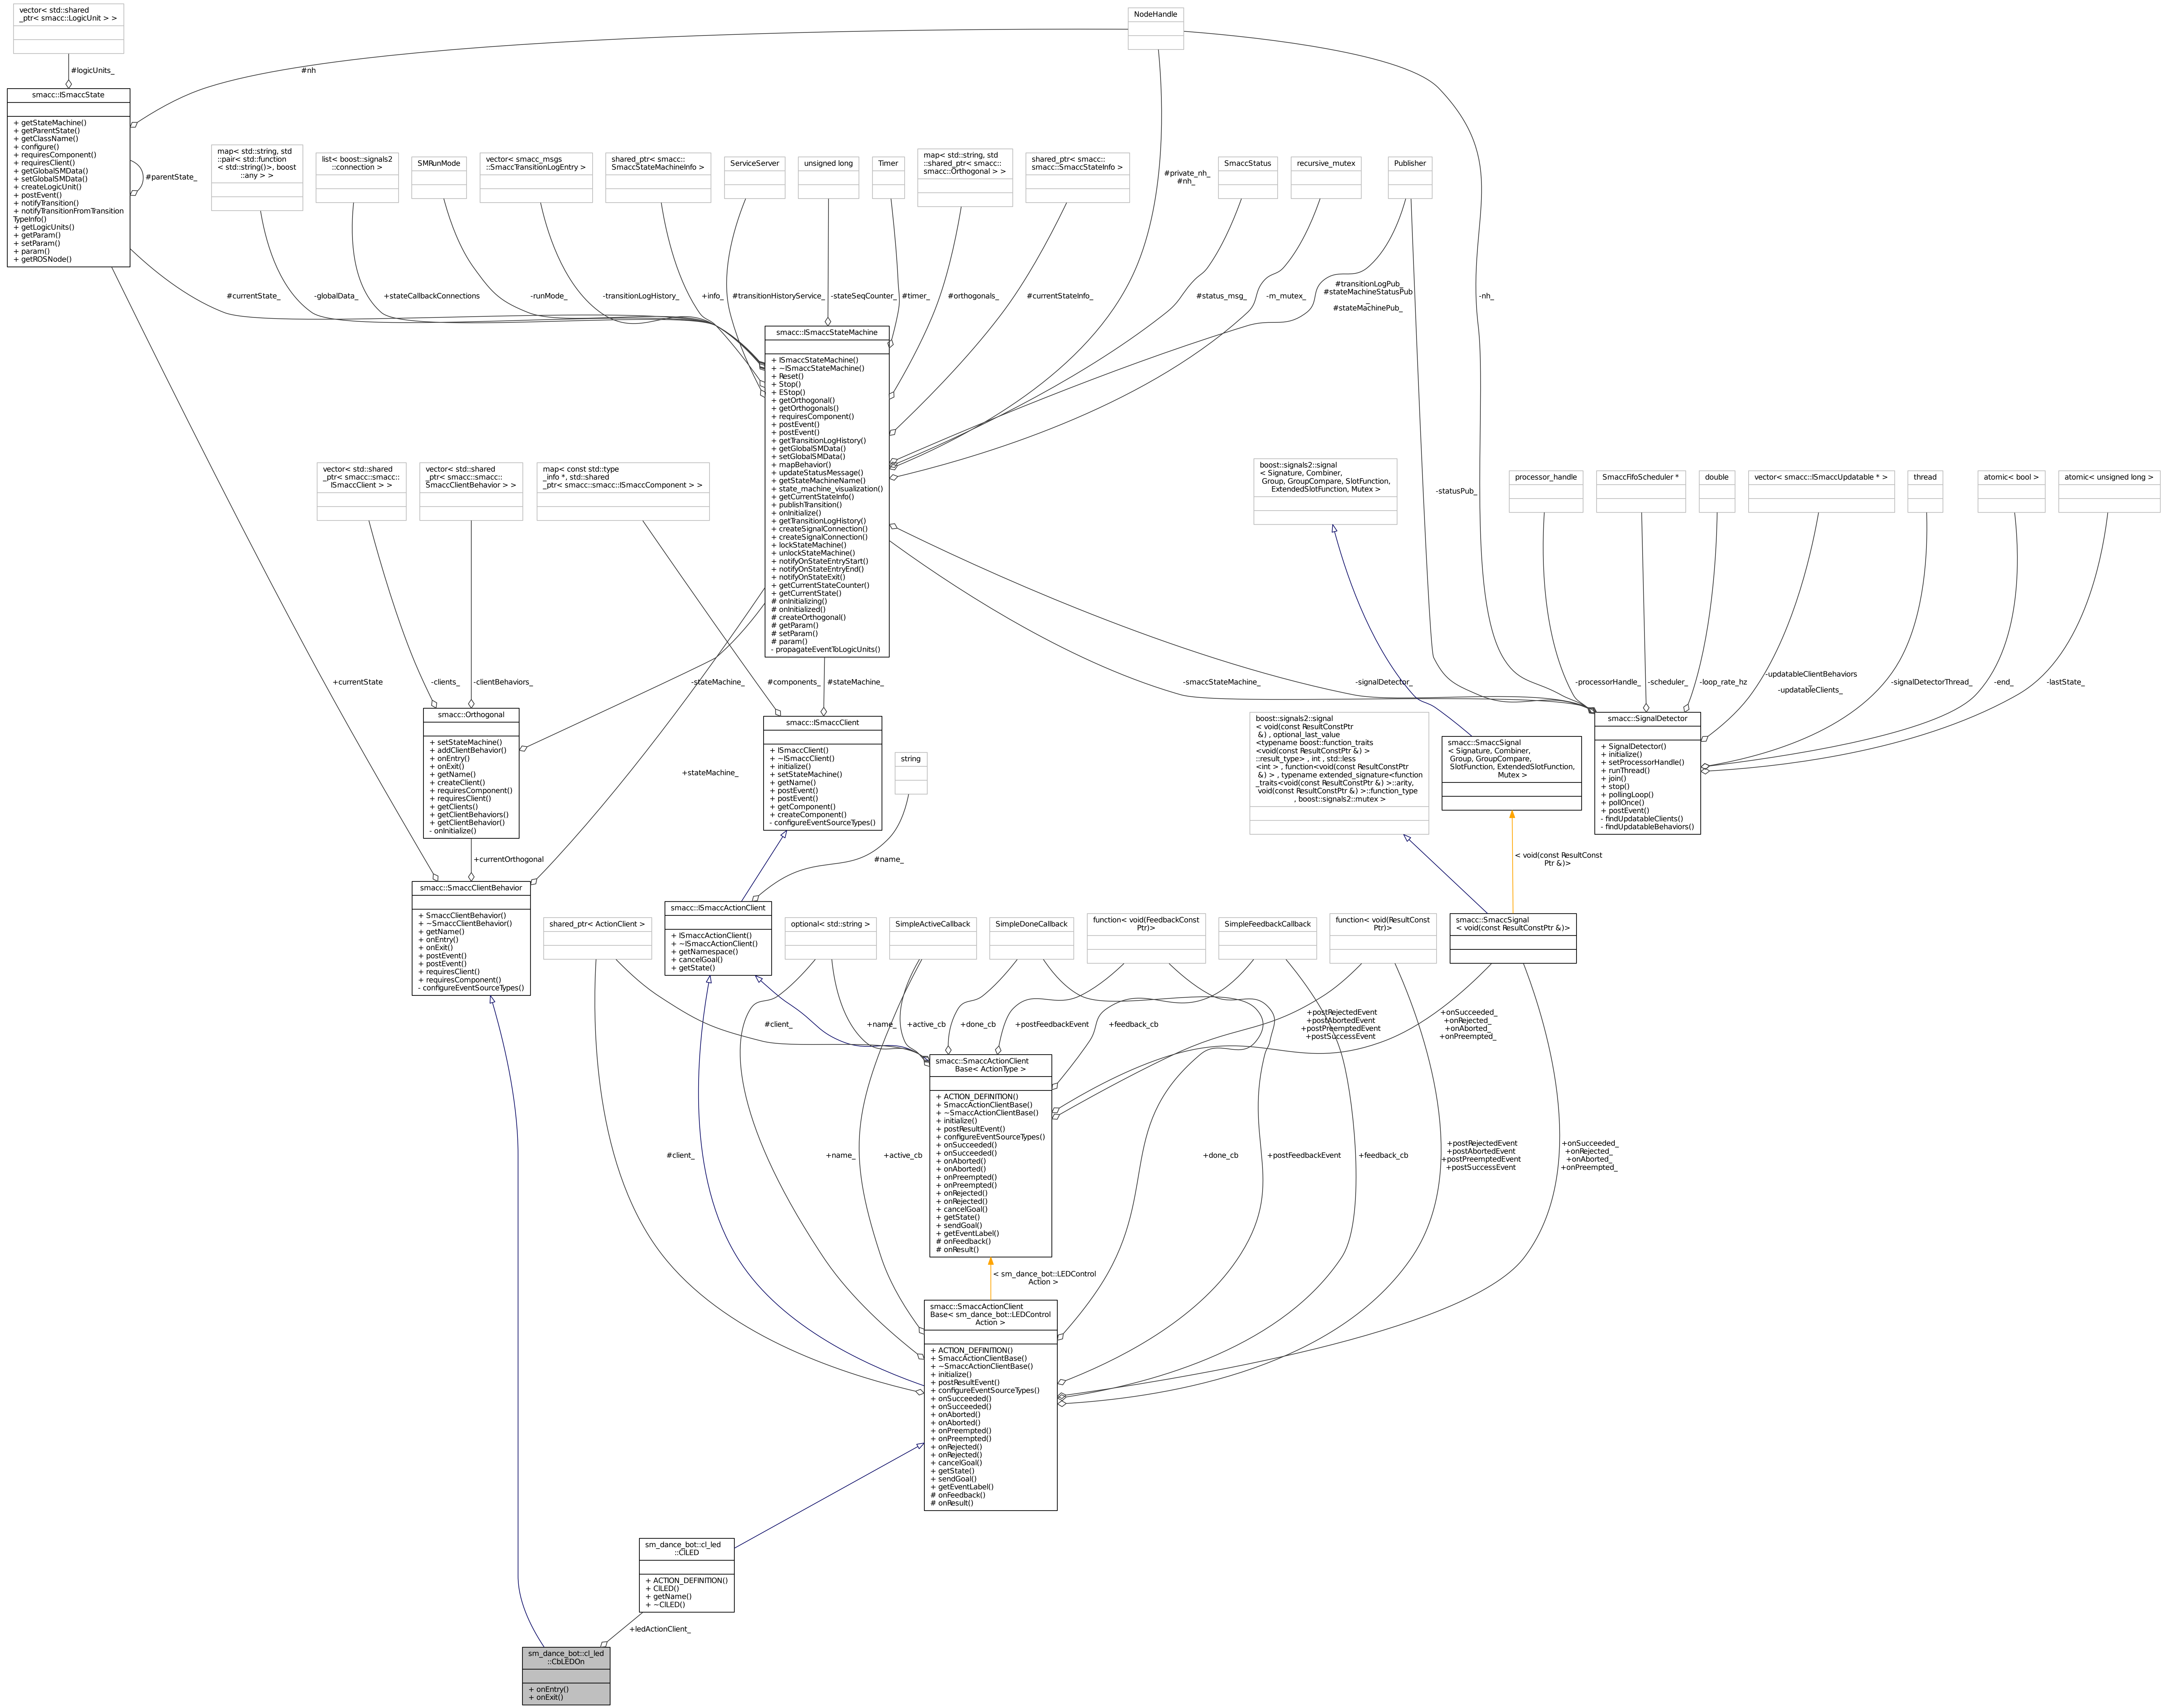 vector< std::shared
_ptr< smacc::LogicUnit > >
NodeHandle
#logicUnits_
#nh
smacc::ISmaccState
+ getStateMachine()
+ getParentState()
+ getClassName()
+ configure()
+ requiresComponent()
+ requiresClient()
+ getGlobalSMData()
+ setGlobalSMData()
+ createLogicUnit()
+ postEvent()
+ notifyTransition()
+ notifyTransitionFromTransition
TypeInfo()
+ getLogicUnits()
+ getParam()
+ setParam()
+ param()
+ getROSNode()
#parentState_
map< std::string, std
::pair< std::function
< std::string()>, boost
::any > >
list< boost::signals2
::connection >
SMRunMode
vector< smacc_msgs
::SmaccTransitionLogEntry >
shared_ptr< smacc::
SmaccStateMachineInfo >
ServiceServer
unsigned long
Timer
map< std::string, std
::shared_ptr< smacc::
smacc::Orthogonal > >
shared_ptr< smacc::
smacc::SmaccStateInfo >
#private_nh_
#nh_
SmaccStatus
recursive_mutex
Publisher
#currentState_
-globalData_
+stateCallbackConnections
-runMode_
-transitionLogHistory_
+info_
#transitionHistoryService_
-stateSeqCounter_
#timer_
#orthogonals_
#currentStateInfo_
#status_msg_
-m_mutex_
#transitionLogPub_
#stateMachineStatusPub
_
#stateMachinePub_
-nh_
smacc::ISmaccStateMachine
+ ISmaccStateMachine()
+ ~ISmaccStateMachine()
+ Reset()
+ Stop()
+ EStop()
+ getOrthogonal()
+ getOrthogonals()
+ requiresComponent()
+ postEvent()
+ postEvent()
+ getTransitionLogHistory()
+ getGlobalSMData()
+ setGlobalSMData()
+ mapBehavior()
+ updateStatusMessage()
+ getStateMachineName()
+ state_machine_visualization()
+ getCurrentStateInfo()
+ publishTransition()
+ onInitialize()
+ getTransitionLogHistory()
+ createSignalConnection()
+ createSignalConnection()
+ lockStateMachine()
+ unlockStateMachine()
+ notifyOnStateEntryStart()
+ notifyOnStateEntryEnd()
+ notifyOnStateExit()
+ getCurrentStateCounter()
+ getCurrentState()
# onInitializing()
# onInitialized()
# createOrthogonal()
# getParam()
# setParam()
# param()
- propagateEventToLogicUnits()
vector< std::shared
_ptr< smacc::smacc::
ISmaccClient > >
vector< std::shared
_ptr< smacc::smacc::
SmaccClientBehavior > >
map< const std::type
_info *, std::shared
_ptr< smacc::smacc::ISmaccComponent > >
boost::signals2::signal
< Signature, Combiner,
Group, GroupCompare, SlotFunction,
ExtendedSlotFunction, Mutex >
-statusPub_
processor_handle
SmaccFifoScheduler *
double
vector< smacc::ISmaccUpdatable * >
thread
atomic< bool >
atomic< unsigned long >
+currentState
-clients_
-clientBehaviors_
-stateMachine_
#components_
#stateMachine_
-smaccStateMachine_
-signalDetector_
-processorHandle_
-scheduler_
-loop_rate_hz
-updatableClientBehaviors
_
-updatableClients_
-signalDetectorThread_
-end_
-lastState_
smacc::Orthogonal
+ setStateMachine()
+ addClientBehavior()
+ onEntry()
+ onExit()
+ getName()
+ createClient()
+ requiresComponent()
+ requiresClient()
+ getClients()
+ getClientBehaviors()
+ getClientBehavior()
- onInitialize()
+stateMachine_
smacc::ISmaccClient
+ ISmaccClient()
+ ~ISmaccClient()
+ initialize()
+ setStateMachine()
+ getName()
+ postEvent()
+ postEvent()
+ getComponent()
+ createComponent()
- configureEventSourceTypes()
string
boost::signals2::signal
< void(const ResultConstPtr
&) , optional_last_value
<typename boost::function_traits
<void(const ResultConstPtr &) >
::result_type> , int , std::less
<int > , function<void(const ResultConstPtr
&) > , typename extended_signature<function
_traits<void(const ResultConstPtr &) >::arity,
void(const ResultConstPtr &) >::function_type
, boost::signals2::mutex >
smacc::SmaccSignal
< Signature, Combiner,
Group, GroupCompare,
SlotFunction, ExtendedSlotFunction,
Mutex >
smacc::SignalDetector
+ SignalDetector()
+ initialize()
+ setProcessorHandle()
+ runThread()
+ join()
+ stop()
+ pollingLoop()
+ pollOnce()
+ postEvent()
- findUpdatableClients()
- findUpdatableBehaviors()
+currentOrthogonal
#name_
< void(const ResultConst
Ptr &)>
smacc::SmaccClientBehavior
+ SmaccClientBehavior()
+ ~SmaccClientBehavior()
+ getName()
+ onEntry()
+ onExit()
+ postEvent()
+ postEvent()
+ requiresClient()
+ requiresComponent()
- configureEventSourceTypes()
shared_ptr< ActionClient >
smacc::ISmaccActionClient
+ ISmaccActionClient()
+ ~ISmaccActionClient()
+ getNamespace()
+ cancelGoal()
+ getState()
optional< std::string >
SimpleActiveCallback
SimpleDoneCallback
function< void(FeedbackConst
Ptr)>
SimpleFeedbackCallback
function< void(ResultConst
Ptr)>
smacc::SmaccSignal
< void(const ResultConstPtr &)>
#client_
+name_
+active_cb
+done_cb
+postFeedbackEvent
+feedback_cb
+postRejectedEvent
+postAbortedEvent
+postPreemptedEvent
+postSuccessEvent
+onSucceeded_
+onRejected_
+onAborted_
+onPreempted_
smacc::SmaccActionClient
Base< ActionType >
+ ACTION_DEFINITION()
+ SmaccActionClientBase()
+ ~SmaccActionClientBase()
+ initialize()
+ postResultEvent()
+ configureEventSourceTypes()
+ onSucceeded()
+ onSucceeded()
+ onAborted()
+ onAborted()
+ onPreempted()
+ onPreempted()
+ onRejected()
+ onRejected()
+ cancelGoal()
+ getState()
+ sendGoal()
+ getEventLabel()
# onFeedback()
# onResult()
#client_
+name_
+active_cb
+done_cb
+postFeedbackEvent
+feedback_cb
+postRejectedEvent
+postAbortedEvent
+postPreemptedEvent
+postSuccessEvent
+onSucceeded_
+onRejected_
+onAborted_
+onPreempted_
< sm_dance_bot::LEDControl
Action >
smacc::SmaccActionClient
Base< sm_dance_bot::LEDControl
Action >
+ ACTION_DEFINITION()
+ SmaccActionClientBase()
+ ~SmaccActionClientBase()
+ initialize()
+ postResultEvent()
+ configureEventSourceTypes()
+ onSucceeded()
+ onSucceeded()
+ onAborted()
+ onAborted()
+ onPreempted()
+ onPreempted()
+ onRejected()
+ onRejected()
+ cancelGoal()
+ getState()
+ sendGoal()
+ getEventLabel()
# onFeedback()
# onResult()
sm_dance_bot::cl_led
::ClLED
+ ACTION_DEFINITION()
+ ClLED()
+ getName()
+ ~ClLED()
+ledActionClient_
sm_dance_bot::cl_led
::CbLEDOn
+ onEntry()
+ onExit()